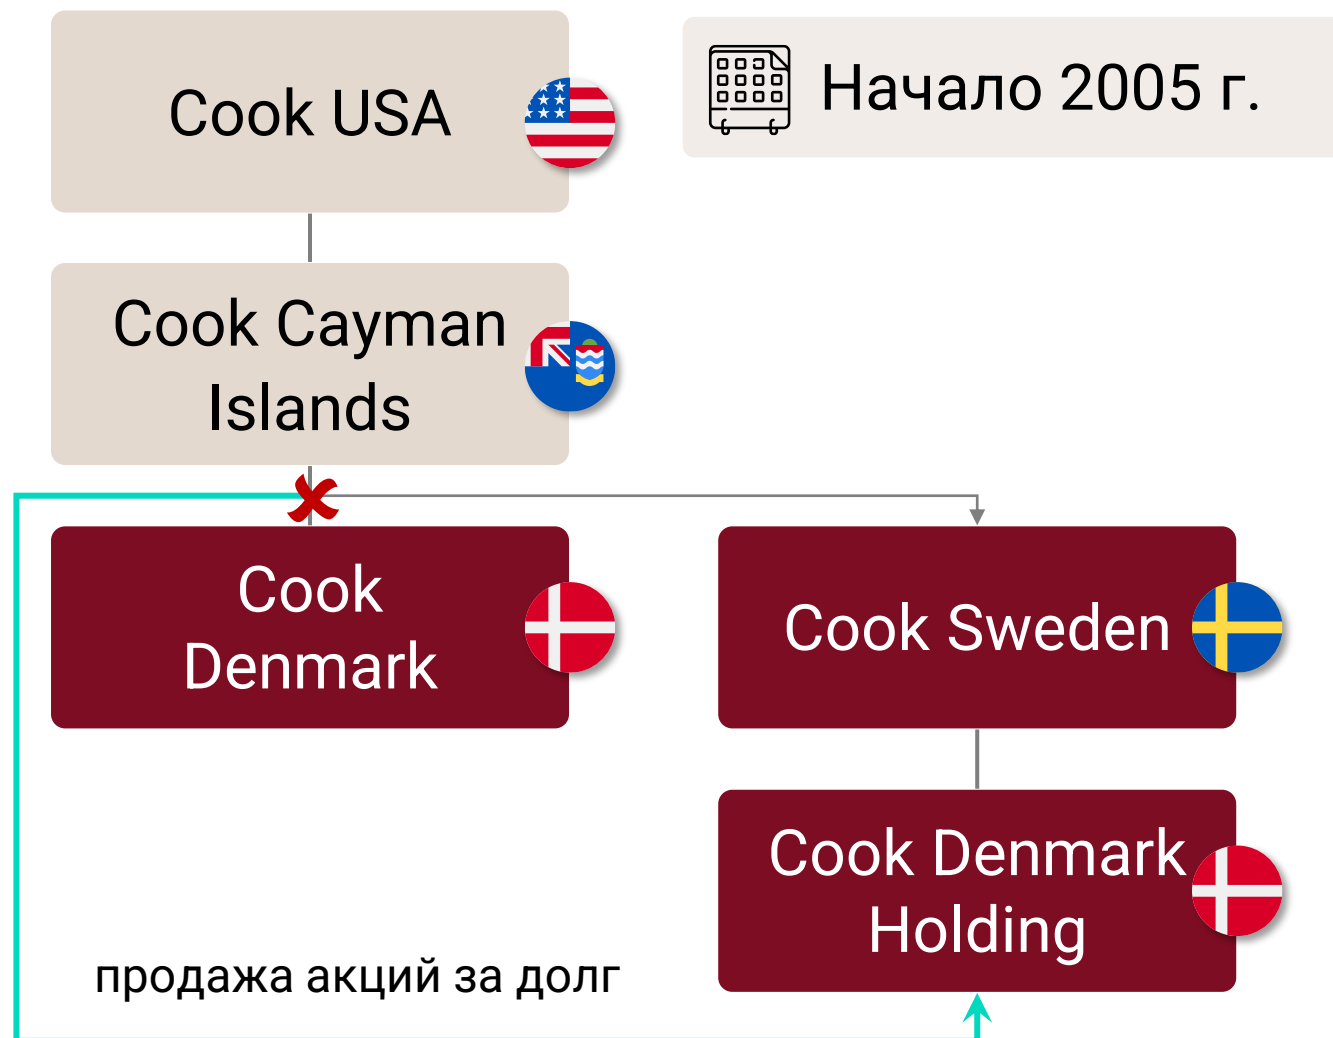 Cook USA
Начало 2005 г.
Cook Cayman
Islands
Cook
Denmark
Cook Sweden
Cook Denmark
Holding
продажа акций за долг